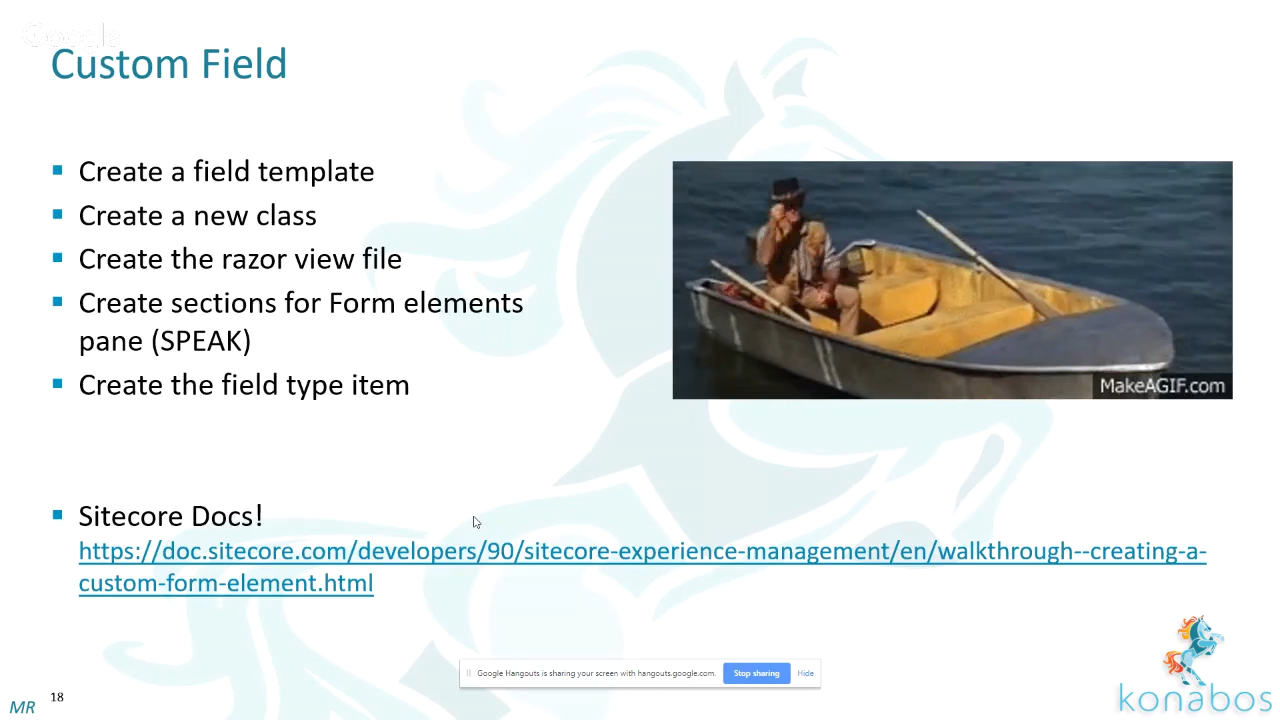 Google
Custom Field
Create a field template
Create a new class
Create the razor view file
Create sections for Form elements
pane (SPEAK)
Create the field type item
MakeAGIF.com
Sitecore Docs!
https://doc.sitecore.com/developers/90/sitecore-experience-management/en/walkthrough--creating-a-
custom-form-element.html
Google Hangouts is sharing your screen with hangouts.google.com.
Stop sharing
Hide
konabos
MR
18